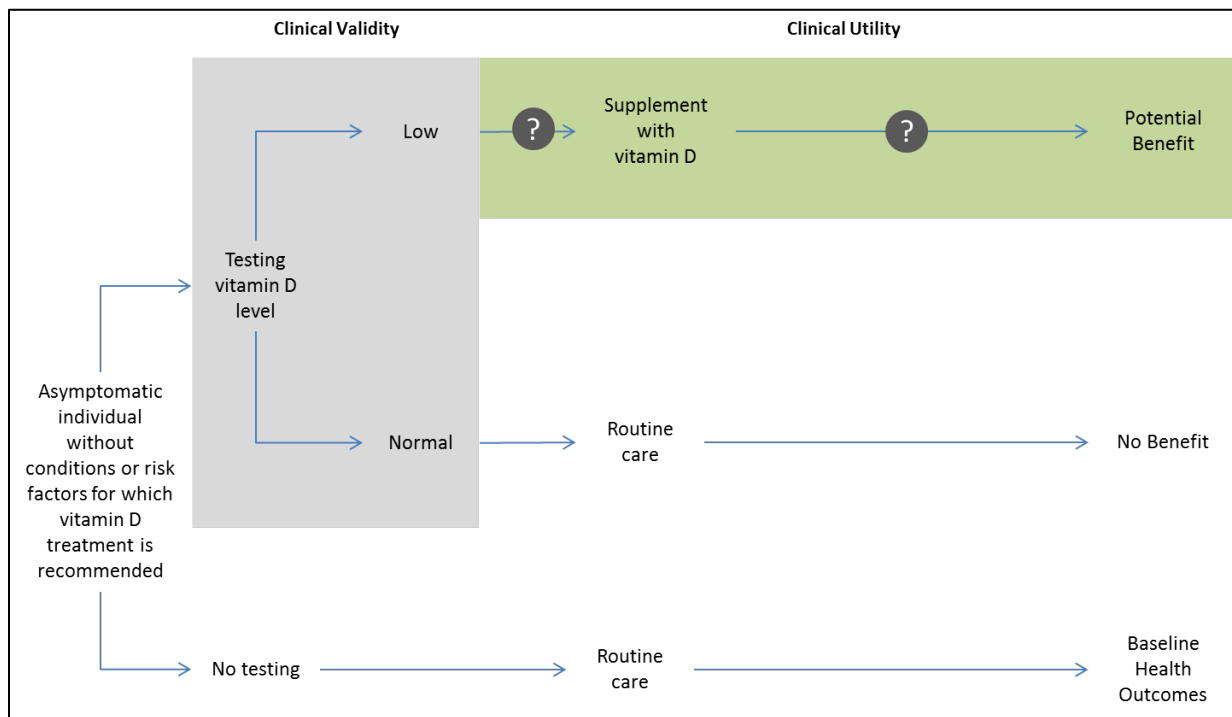 Clinical Validity
Clinical Utility
Low
?
Supplement
with
vitamin D
?
Potential
Benefit
Testing
vitamin D
level
Asymptomatic
individual
without
conditions or risk
factors for which
vitamin D
treatment is
recommended
Normal
Routine
care
No Benefit
No testing
Routine
care
Baseline
Health
Outcomes